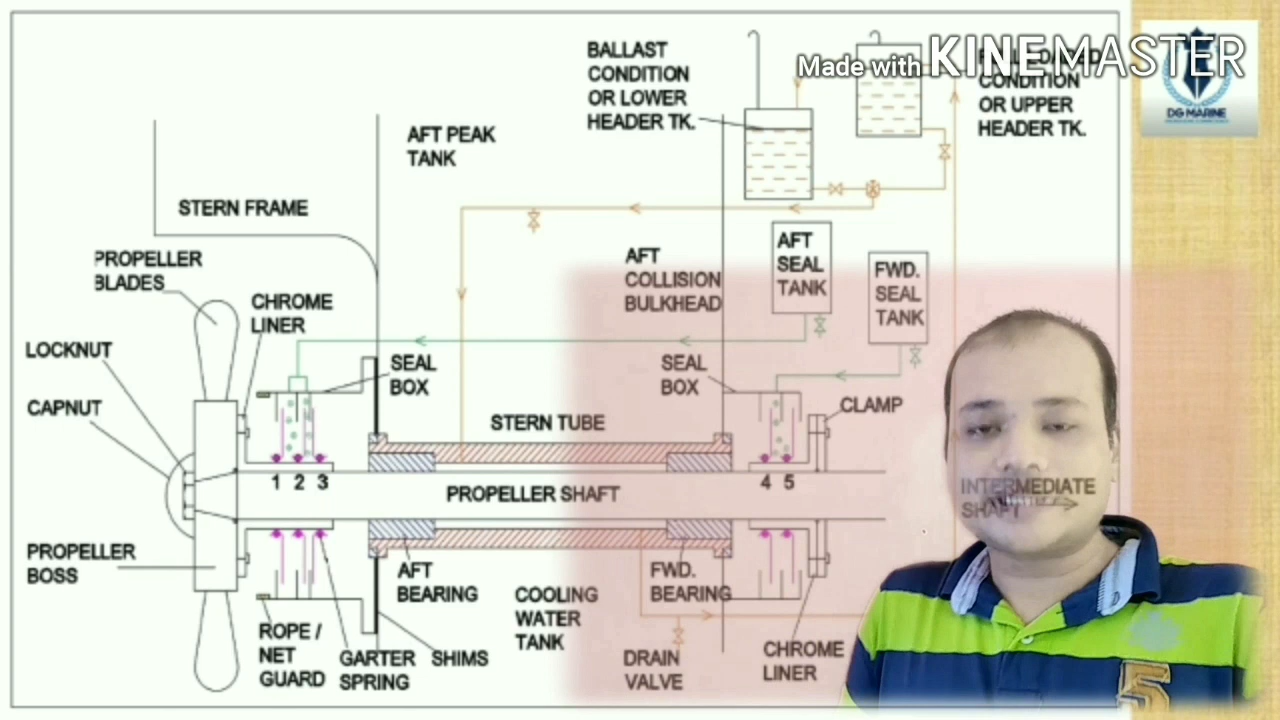 Made with KINEMASTER
DG MARINE
BALLAST
CONDITION
OR LOWER
HEADER TK.
CONDITION
OR UPPER
HEADER TK.
AFT PEAK
TANK
STERN FRAME
PROPELLER
BLADES
CHROME
LINER
LOCKNUT
CAPNUT
AFT
COLLISION
BULKHEAD
AFT
SEAL
TANK
FWD.
SEAL
TANK
SEAL
BOX
SEAL
BOX
CLAMP
STERN TUBE
1 2 3
PROPELLER SHAFT
4 5
INTERMEDIATE
SHAFT
PROPELLER
BOSS
AFT
BEARING
COOLING
WATER
TANK
FWD.
BEARING
ROPE /
NET
GUARD
GARTER
SPRING
SHIMS
DRAIN
VALVE
CHROME
LINER
5